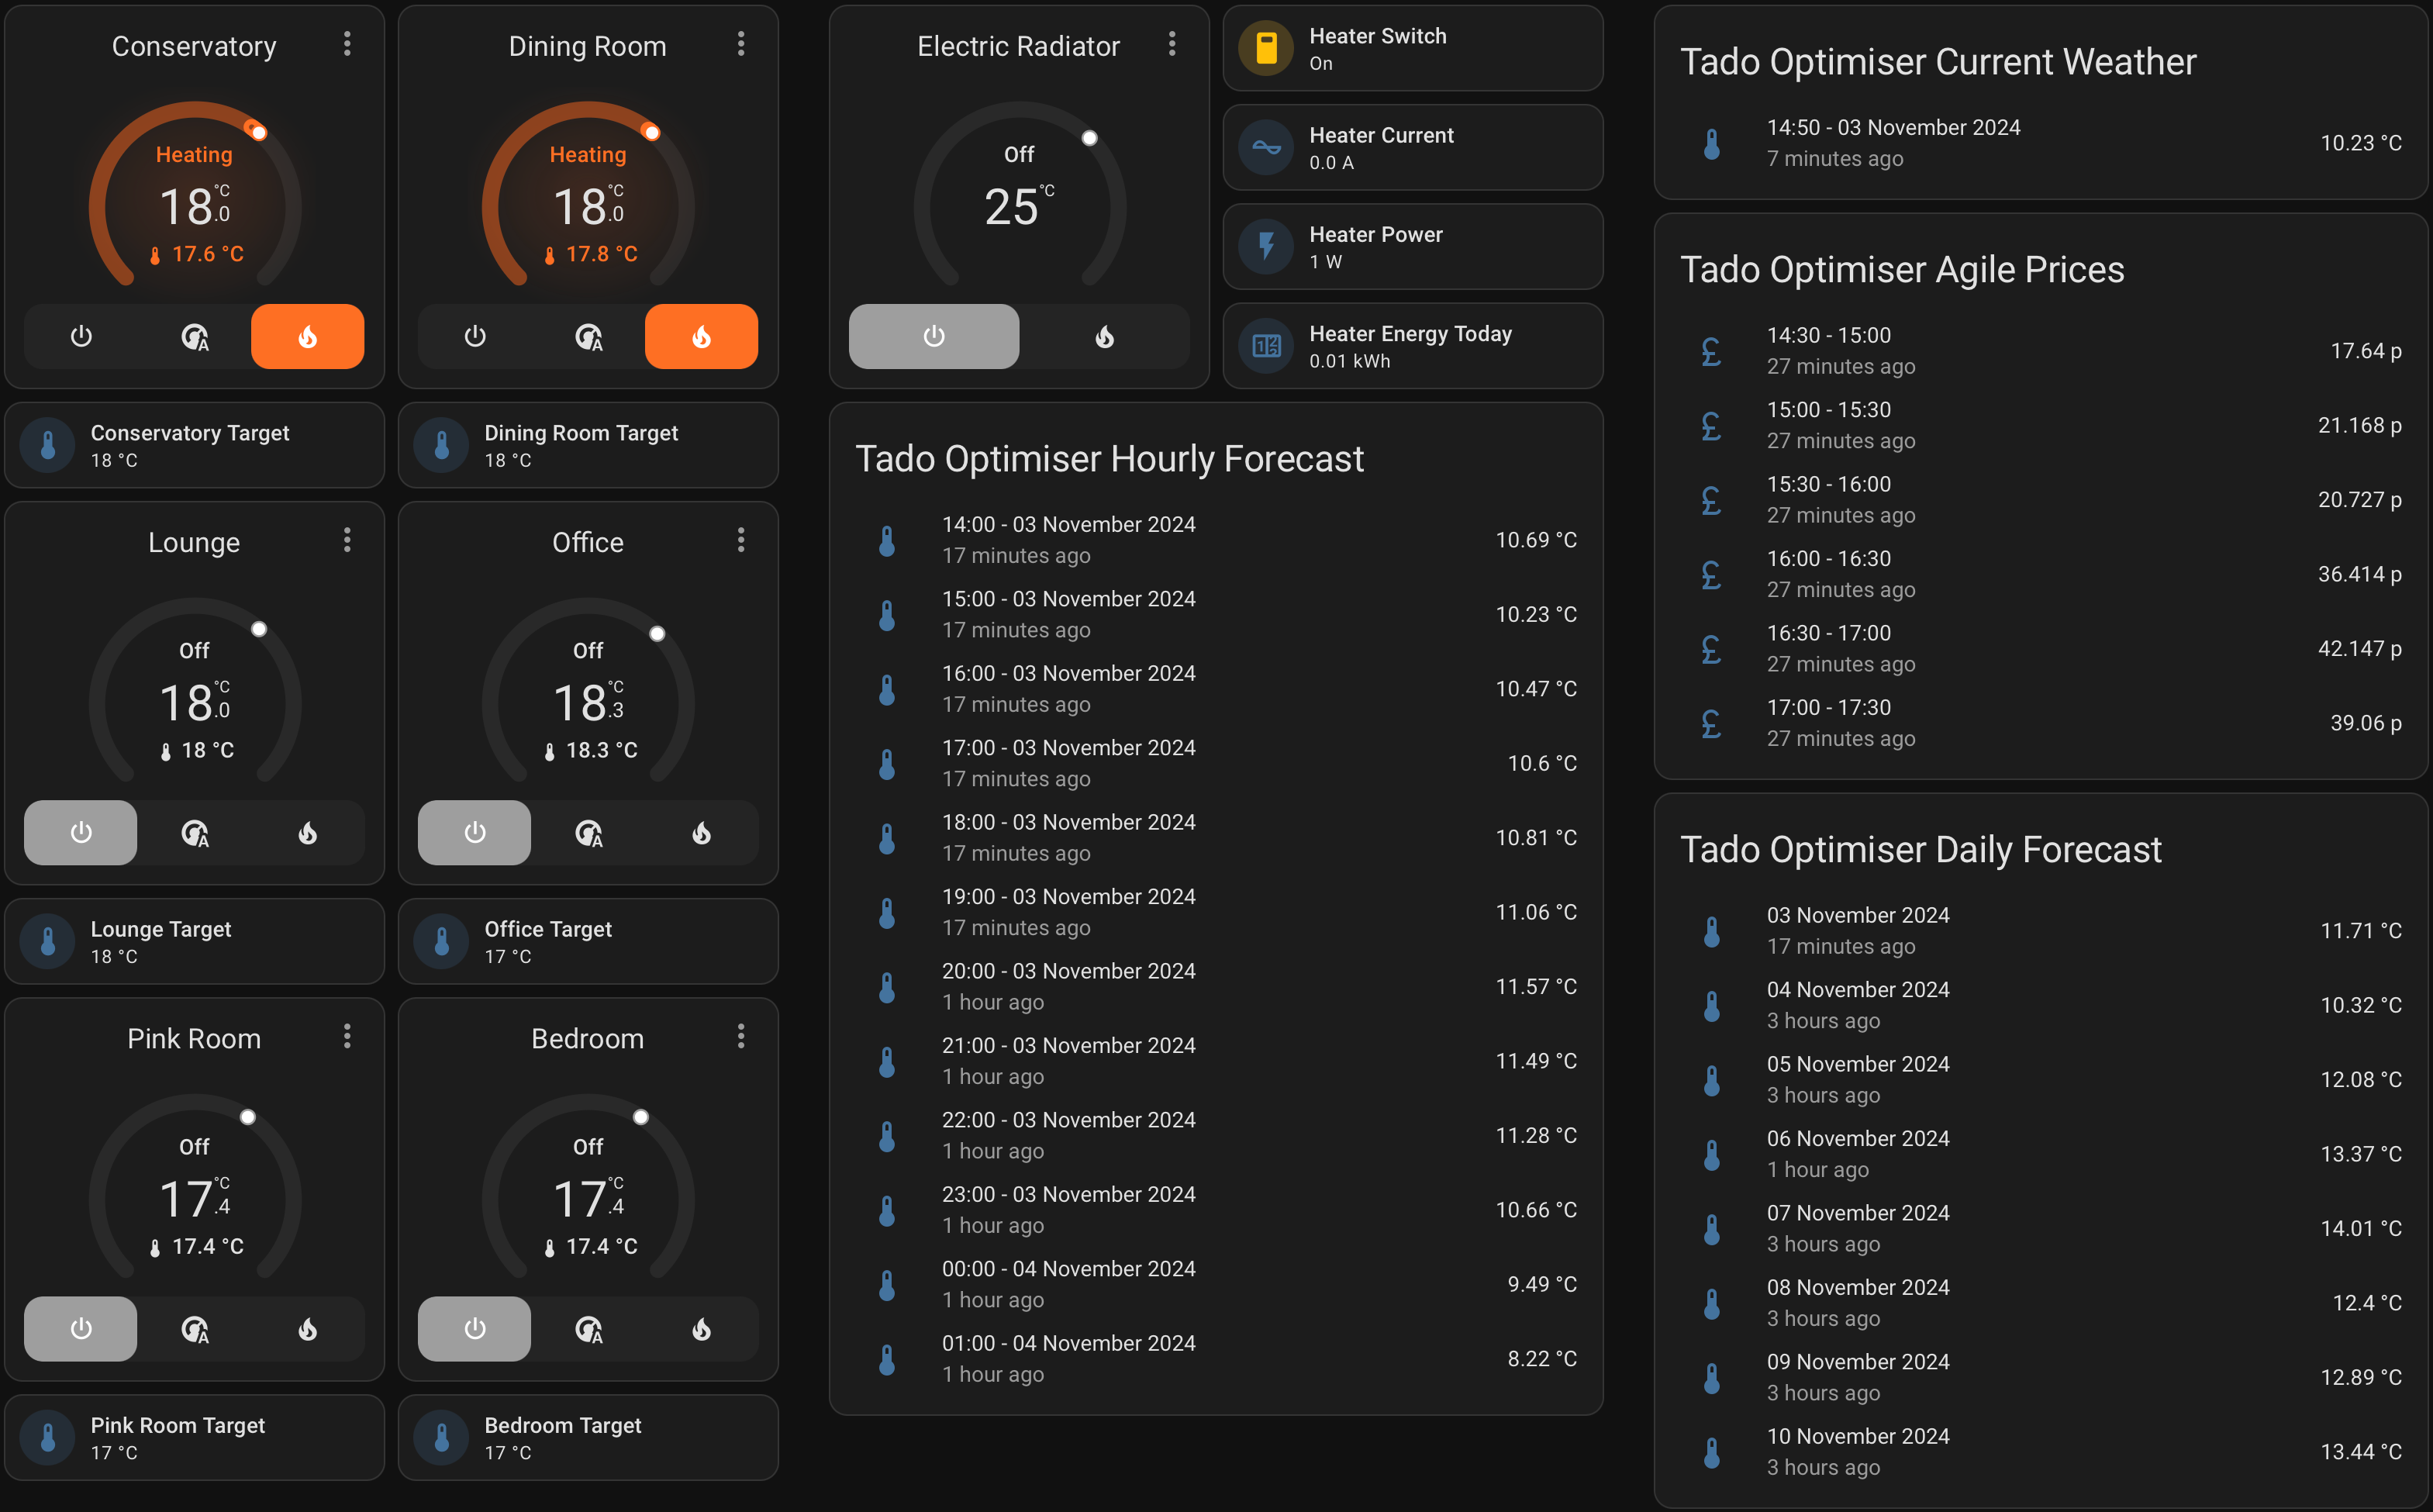 Conservatory
Heating
18.0 °C
17.6 °C
Conservatory Target
18 °C
Dining Room
Heating
18.0 °C
17.8 °C
Dining Room Target
18 °C
Lounge
Off
18.0 °C
18 °C
Lounge Target
18 °C
Office
Off
18.3 °C
18.3 °C
Office Target
17 °C
Pink Room
Off
17.4 °C
17.4 °C
Pink Room Target
17 °C
Bedroom
Off
17.4 °C
17.4 °C
Bedroom Target
17 °C
Electric Radiator
Off
25 °C
Heater Switch
On
Heater Current
0.0 A
Heater Power
1 W
Heater Energy Today
0.01 kWh
Tado Optimiser Hourly Forecast
14:00 - 03 November 2024
17 minutes ago
10.69 °C
15:00 - 03 November 2024
17 minutes ago
10.23 °C
16:00 - 03 November 2024
17 minutes ago
10.47 °C
17:00 - 03 November 2024
17 minutes ago
10.6 °C
18:00 - 03 November 2024
17 minutes ago
10.81 °C
19:00 - 03 November 2024
17 minutes ago
11.06 °C
20:00 - 03 November 2024
1 hour ago
11.57 °C
21:00 - 03 November 2024
1 hour ago
11.49 °C
22:00 - 03 November 2024
1 hour ago
11.28 °C
23:00 - 03 November 2024
1 hour ago
10.66 °C
00:00 - 04 November 2024
1 hour ago
9.49 °C
01:00 - 04 November 2024
1 hour ago
8.22 °C
Tado Optimiser Current Weather
14:50 - 03 November 2024
7 minutes ago
10.23 °C
Tado Optimiser Agile Prices
14:30 - 15:00
27 minutes ago
17.64 p
15:00 - 15:30
27 minutes ago
21.168 p
15:30 - 16:00
27 minutes ago
20.727 p
16:00 - 16:30
27 minutes ago
36.414 p
16:30 - 17:00
27 minutes ago
42.147 p
17:00 - 17:30
27 minutes ago
39.06 p
Tado Optimiser Daily Forecast
03 November 2024
17 minutes ago
11.71 °C
04 November 2024
3 hours ago
10.32 °C
05 November 2024
3 hours ago
12.08 °C
06 November 2024
1 hour ago
13.37 °C
07 November 2024
3 hours ago
14.01 °C
08 November 2024
3 hours ago
12.4 °C
09 November 2024
3 hours ago
12.89 °C
10 November 2024
3 hours ago
13.44 °C